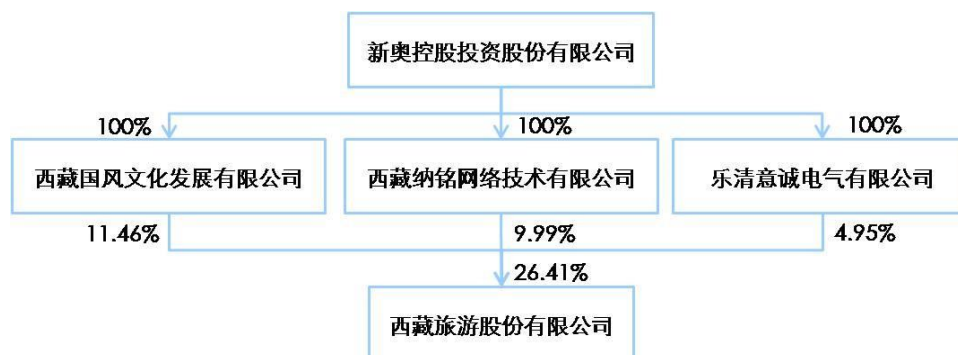 新奥控股投资股份有限公司
100%
100%
100%
西藏国风文化发展有限公司
西藏纳铭网络技术有限公司
乐清意诚电气有限公司
11.46%
9.99%
4.95%
26.41%
西藏旅游股份有限公司